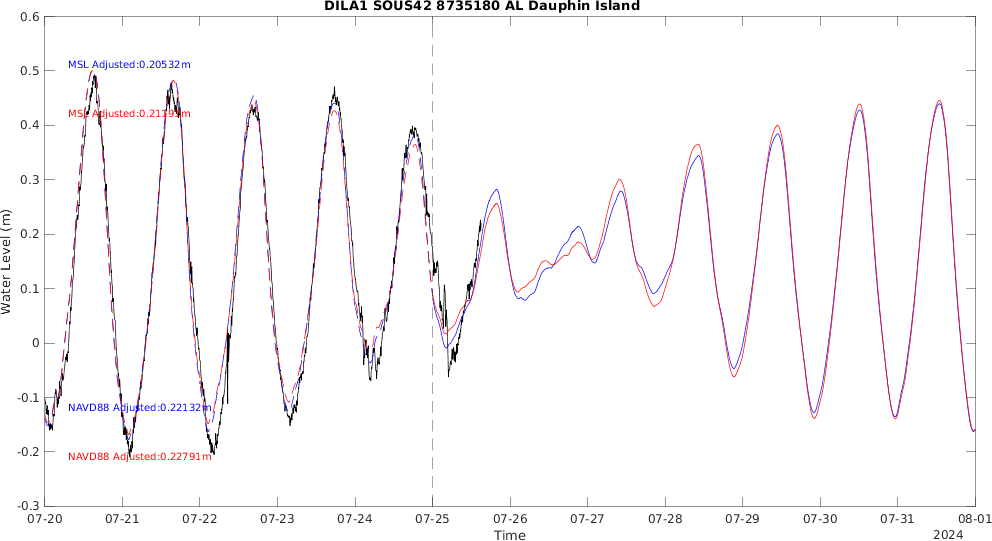 DILA1 SOUS42 8735180 AL Dauphin Island
0.6
0.5
0.4
0.3
0.2
0.1
0
-0.1
-0.2
-0.3
Water Level (m)
MSL Adjusted:0.20532m
MSL
NAVD88 Adjusted:0.22132m
NAVD88 Adjusted:0.22791m
07-20 07-21 07-22 07-23 07-24 07-25 07-26 07-27 07-28 07-29 07-30 07-31 08-01
Time
2024